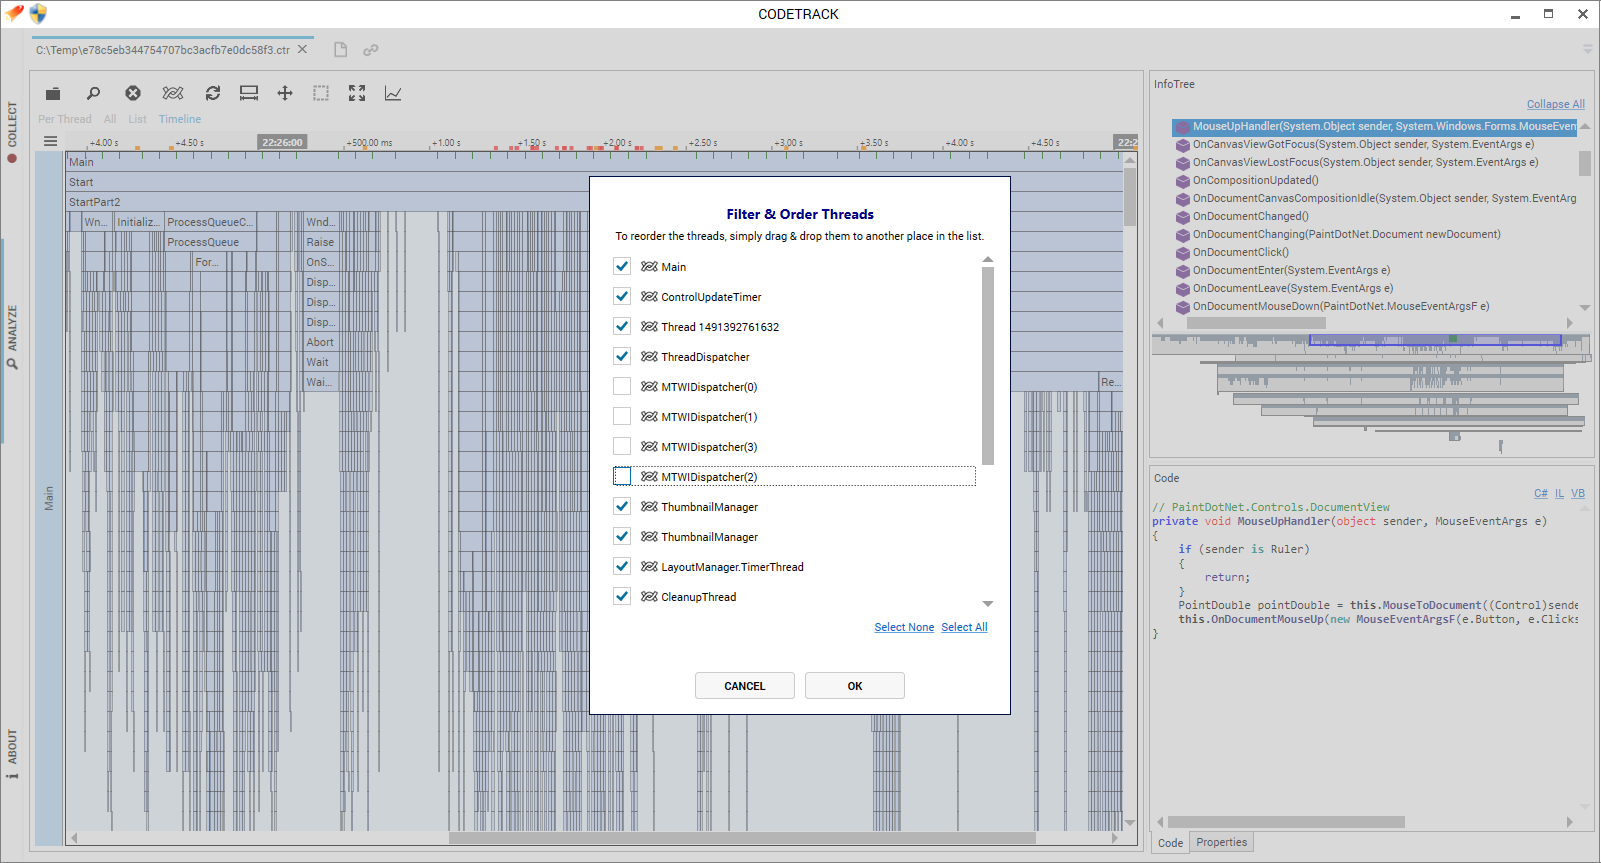 CODETRACK
C:\Temp\e78c5eb344754707bc3acfb7e0dc58f3.ctr
COLLECT
ANALYZE
ABOUT
Per Thread All List Timeline
+4.00 s +4.50 s 22:26:00 +500.00 ms +1.00 s +1.50 s +2.00 s +2.50 s +3.00 s +3.50 s +4.00 s +4.50 s 22:2
Main
Main
Start
StartPart2
Wn... Initializ... ProcessQueueC... Wnd...
ProcessQueue Raise
For... OnS...
Disp...
Disp...
Disp...
Abort
Wait
Wai... Re...
Filter & Order Threads
To reorder the threads, simply drag & drop them to another place in the list.
Main
ControlUpdateTimer
Thread 1491392761632
ThreadDispatcher
MTWIDispatcher(0)
MTWIDispatcher(1)
MTWIDispatcher(3)
MTWIDispatcher(2)
ThumbnailManager
ThumbnailManager
LayoutManager.TimerThread
CleanupThread
Select None Select All
CANCEL OK
InfoTree
Collapse All
MouseUpHandler(System.Object sender, System.Windows.Forms.MouseEven
OnCanvasViewGotFocus(System.Object sender, System.EventArgs e)
OnCanvasViewLostFocus(System.Object sender, System.EventArgs e)
OnCompositionUpdated()
OnDocumentCanvasCompositionIdle(System.Object sender, System.EventArg
OnDocumentChanged()
OnDocumentChanging(PaintDotNet.Document newDocument)
OnDocumentClick()
OnDocumentEnter(System.EventArgs e)
OnDocumentLeave(System.EventArgs e)
OnDocumentMouseDown(PaintDotNet.MouseEventArgsF e)
Code
C# IL VB
// PaintDotNet.Controls.DocumentView
private void MouseUpHandler(object sender, MouseEventArgs e)
{
if (sender is Ruler)
{
return;
}
PointDouble pointDouble = this.MouseToDocument((Control)sende
this.OnDocumentMouseUp(new MouseEventArgsF(e.Button, e.Clicks
}
Code Properties